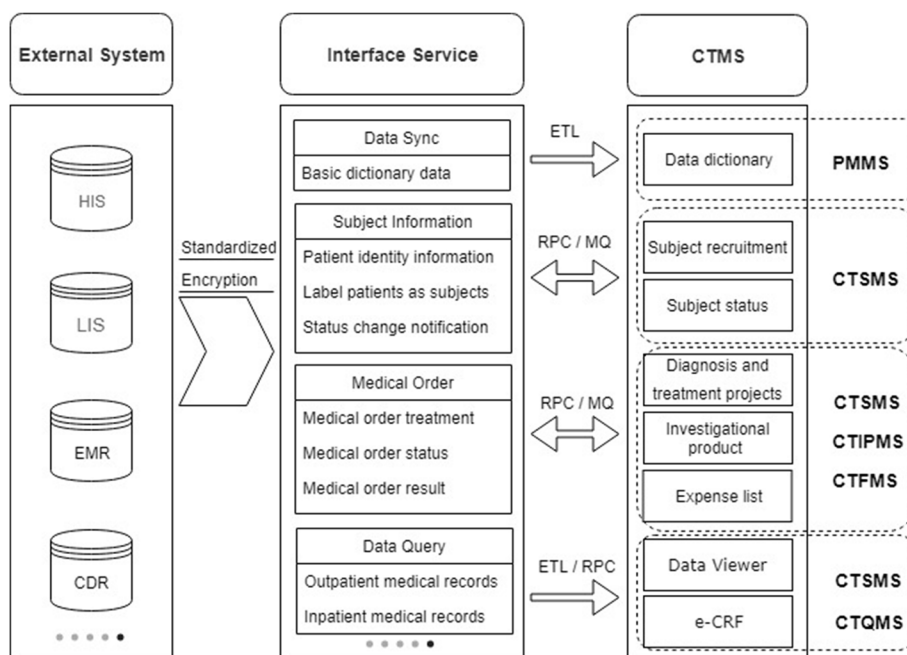 External System
Interface Service
CTMS
HIS
LIS
EMR
CDR
Standardized
Encryption
Data Sync
Basic dictionary data
Subject Information
Patient identity information
Label patients as subjects
Status change notification
Medical Order
Medical order treatment
Medical order status
Medical order result
Data Query
Outpatient medical records
Inpatient medical records
ETL
RPC / MQ
RPC / MQ
ETL / RPC
Data dictionary
PMMS
Subject recruitment
Subject status
CTSMS
Diagnosis and
treatment projects
Investigational
product
Expense list
CTSMS
CTIPMS
CTFMS
Data Viewer
e-CRF
CTSMS
CTQMS